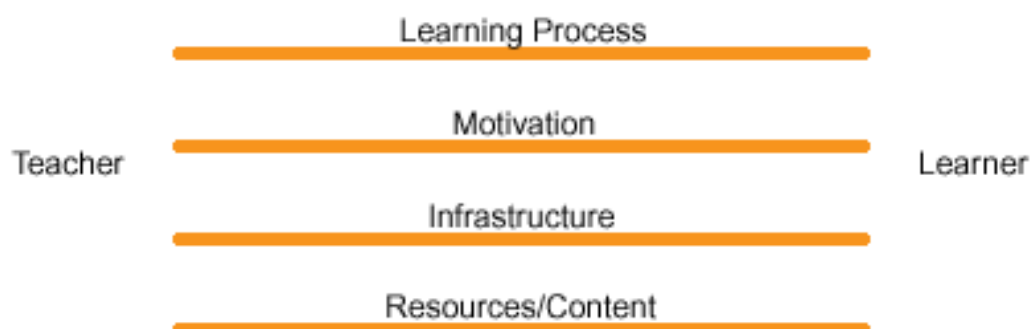 Learning Process
Motivation
Teacher
Learner
Infrastructure
Resources/Content